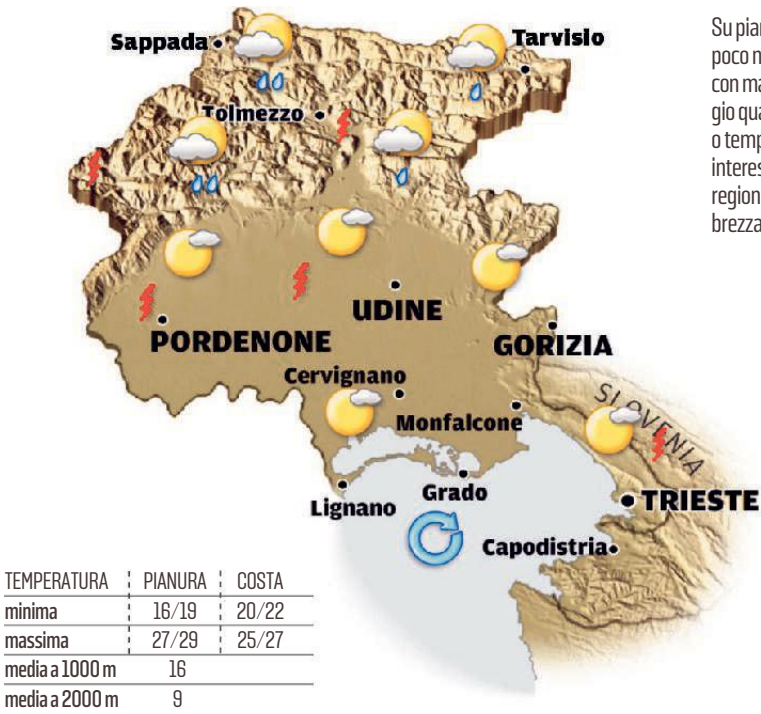 Sappada
Tarvisio
Tolmezzo
UDINE
PORDENONE
GORIZIA
Cervignano
Monfalcone
SLOVENIA
Lignano
Grado
TRIESTE
Capodistria
Su pian
poco n
con ma
gio qua
o temp
interes
region
brezza
TEMPERATURA PIANURA COSTA
minima 16/19 20/22
massima 27/29 25/27
media a 1000 m 16
media a 2000 m 9